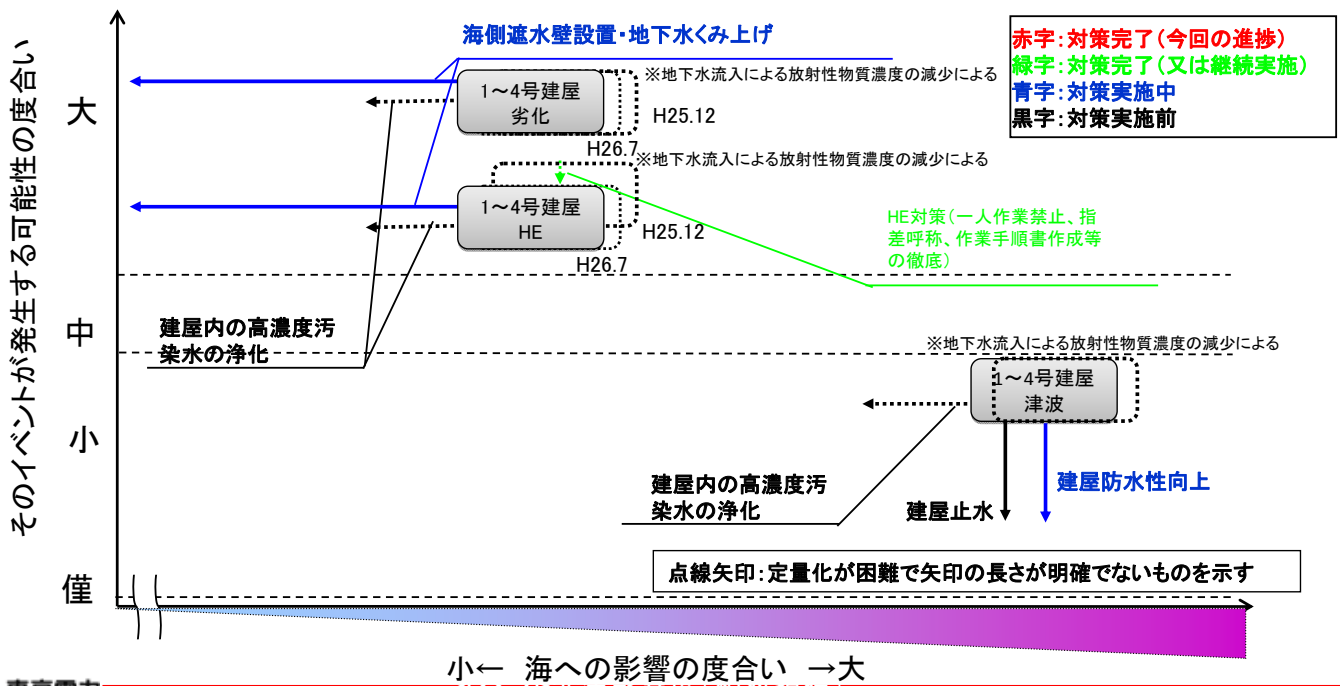 そのイベントが発生する可能性の度合い
大
中
小
僅
海側遮水壁設置・地下水くみ上げ
赤字：対策完了（今回の進捗）
緑字：対策完了（又は継続実施）
青字：対策実施中
黒字：対策実施前
※地下水流入による放射性物質濃度の減少による
1～4号建屋
劣化
H25.12
H26.7
※地下水流入による放射性物質濃度の減少による
1～4号建屋
HE
H25.12
H26.7
HE対策（一人作業禁止、指
差呼称、作業手順書作成等
の徹底）
建屋内の高濃度汚
染水の浄化
※地下水流入による放射性物質濃度の減少による
1～4号建屋
津波
建屋内の高濃度汚
染水の浄化
建屋止水
建屋防水性向上
点線矢印：定量化が困難で矢印の長さが明確でないものを示す
小← 海への影響の度合い →大